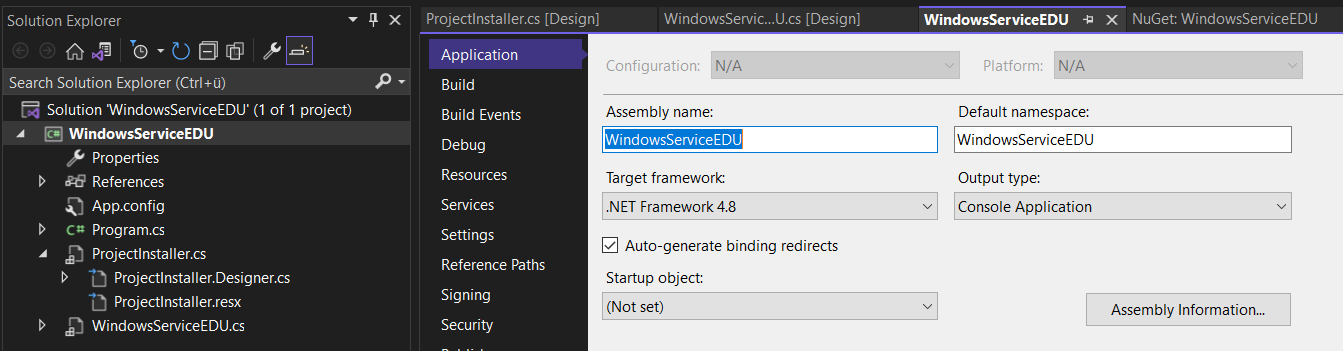 Solution Explorer
Search Solution Explorer (Ctrl+ü)
Solution 'WindowsServiceEDU' (1 of 1 project)
C# WindowsServiceEDU
Properties
References
App.config
C# Program.cs
ProjectInstaller.cs
ProjectInstaller.Designer.cs
ProjectInstaller.resx
WindowsServiceEDU.cs
ProjectInstaller.cs [Design]
WindowsServic...U.cs [Design]
WindowsServiceEDU
NuGet: WindowsServiceEDU
Application
Build
Build Events
Debug
Resources
Services
Settings
Reference Paths
Signing
Security
Configuration: N/A
Platform: N/A
Assembly name:
WindowsServiceEDU
Default namespace:
WindowsServiceEDU
Target framework:
.NET Framework 4.8
Output type:
Console Application
Auto-generate binding redirects
Startup object:
(Not set)
Assembly Information...